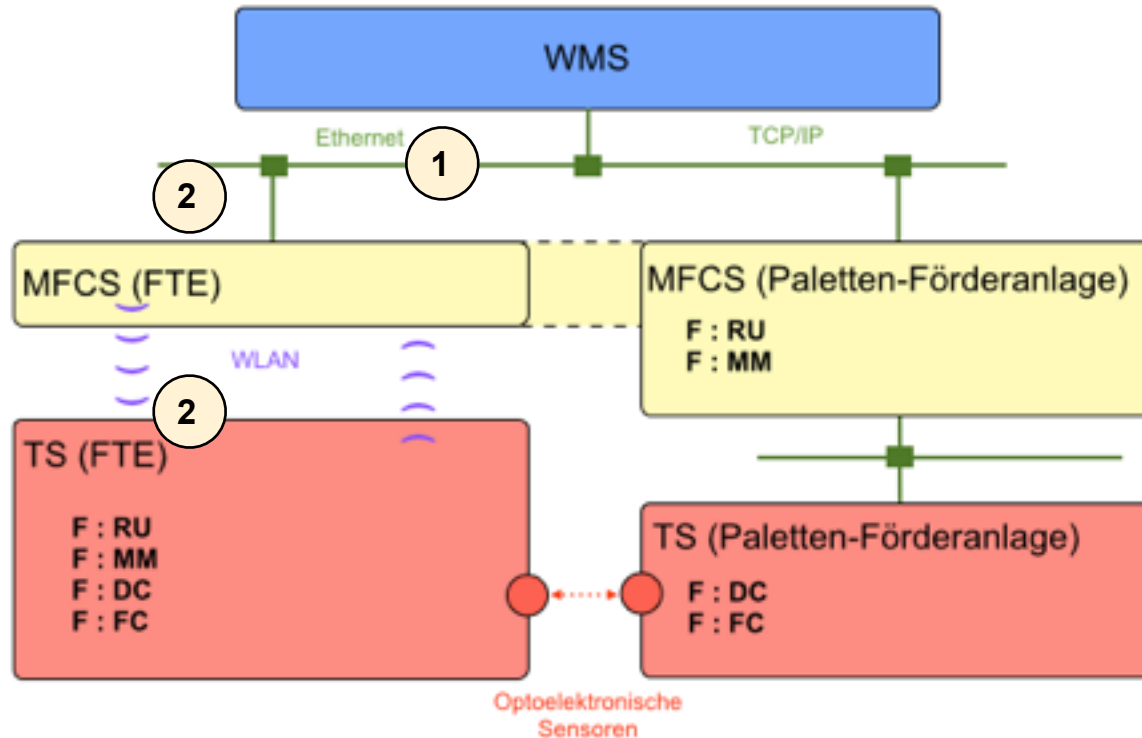 WMS
Ethernet
TCP/IP
1
2
MFCS (FTE)
MFCS (Paletten-Förderanlage)
F : RU
F : MM
WLAN
2
TS (FTE)
F : RU
F : MM
F : DC
F : FC
TS (Paletten-Förderanlage)
F : DC
F : FC
Optoelektronische
Sensoren